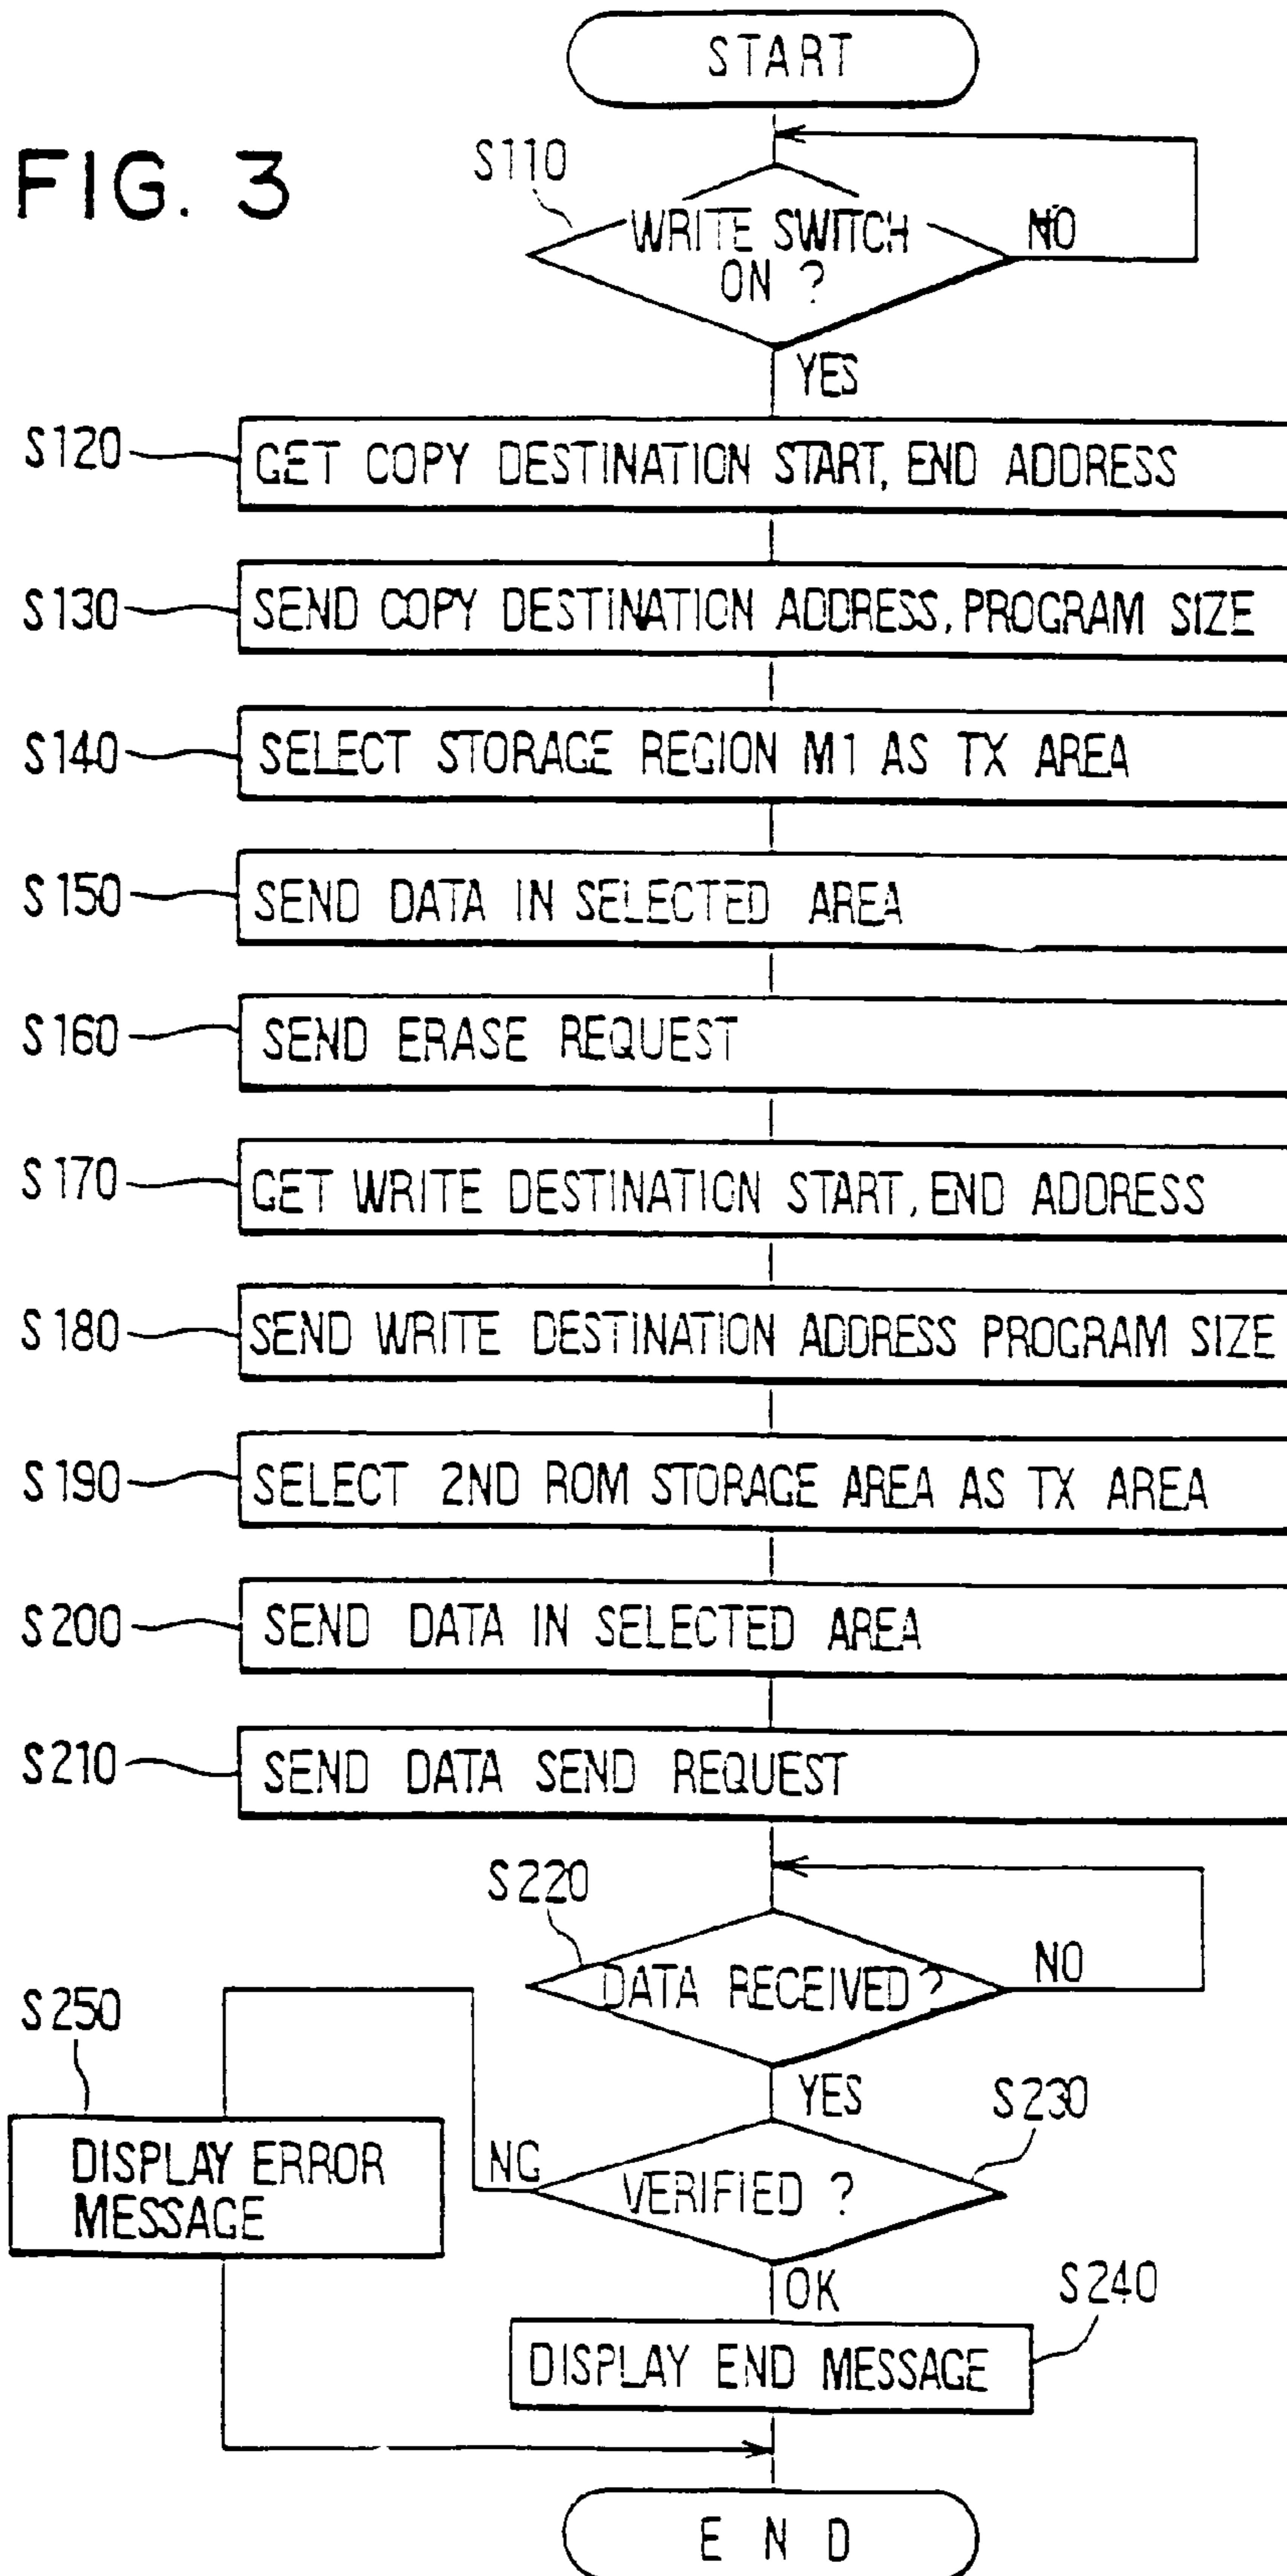 START
FIG. 3
S110
WRITE SWITCH
ON ?
NO
YES
S120
GET COPY DESTINATION START, END ADDRESS
S130
SEND COPY DESTINATION ADDRESS, PROGRAM SIZE
S140
SELECT STORAGE REGION M1 AS TX AREA
S150
SEND DATA IN SELECTED AREA
S160
SEND ERASE REQUEST
S170
GET WRITE DESTINATION START, END ADDRESS
S180
SEND WRITE DESTINATION ADDRESS PROGRAM SIZE
S190
SELECT 2ND ROM STORAGE AREA AS TX AREA
S200
SEND DATA IN SELECTED AREA
S210
SEND DATA SEND REQUEST
S220
DATA RECEIVED ?
NO
S250
YES
S230
DISPLAY ERROR
MESSAGE
NG
VERIFIED ?
OK
S240
DISPLAY END MESSAGE
END